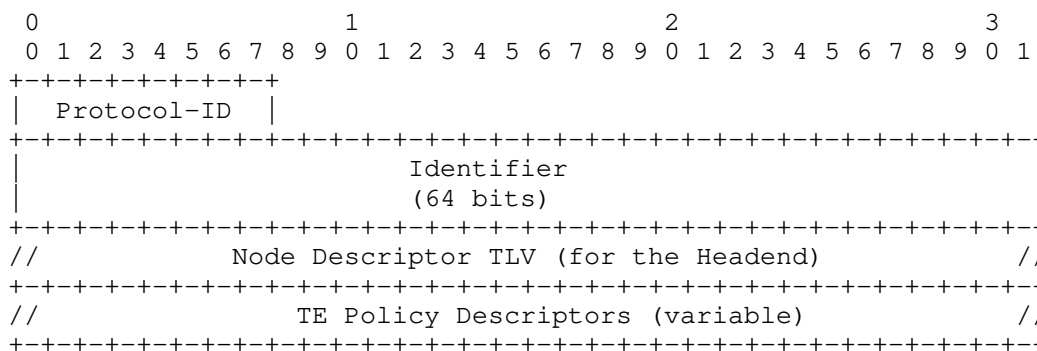 0                   1                   2                   3
0 1 2 3 4 5 6 7 8 9 0 1 2 3 4 5 6 7 8 9 0 1 2 3 4 5 6 7 8 9 0 1
+-+-+-+-+-+-+-+-+
|  Protocol-ID  |
+-+-+-+-+-+-+-+-+-+-+-+-+-+-+-+-+-+-+-+-+-+-+-+-+-+-+-+-+-+-+-+-
|                        Identifier
|                        (64 bits)
+-+-+-+-+-+-+-+-+-+-+-+-+-+-+-+-+-+-+-+-+-+-+-+-+-+-+-+-+-+-+-+-
//            Node Descriptor TLV (for the Headend)            //
+-+-+-+-+-+-+-+-+-+-+-+-+-+-+-+-+-+-+-+-+-+-+-+-+-+-+-+-+-+-+-+-
//                TE Policy Descriptors (variable)             //
+-+-+-+-+-+-+-+-+-+-+-+-+-+-+-+-+-+-+-+-+-+-+-+-+-+-+-+-+-+-+-+-